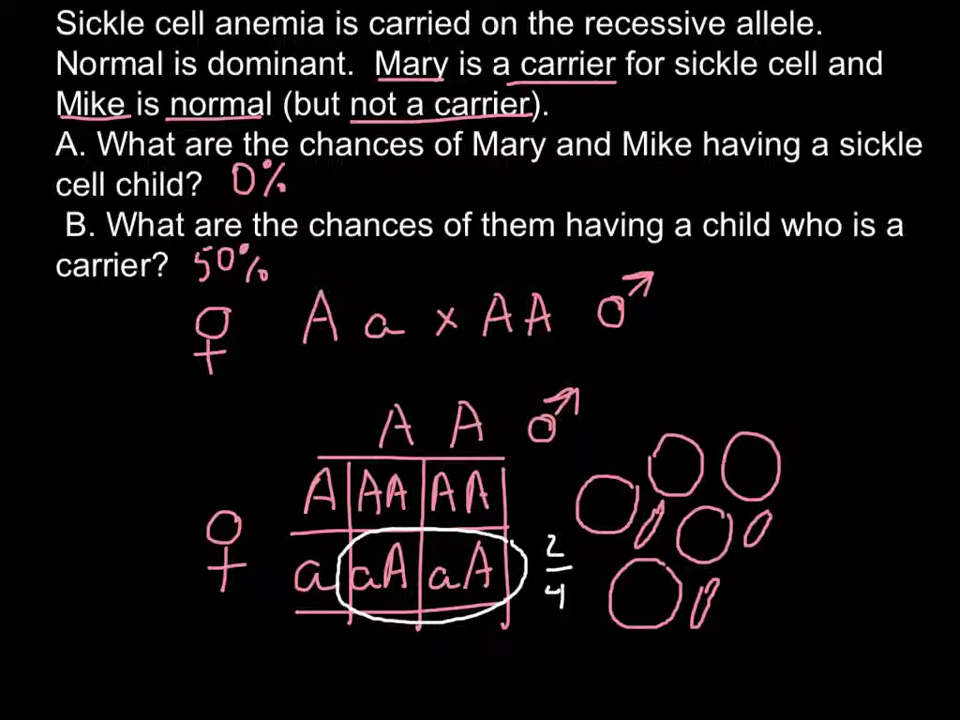 Sickle cell anemia is carried on the recessive allele.
Normal is dominant. Mary is a carrier for sickle cell and
Mike is normal (but not a carrier).
A. What are the chances of Mary and Mike having a sickle
cell child? 0%
B. What are the chances of them having a child who is a
carrier? 50%
♀ A a x A A ♂
A A ♂
A AA AA
♀ a aA aA 2/4